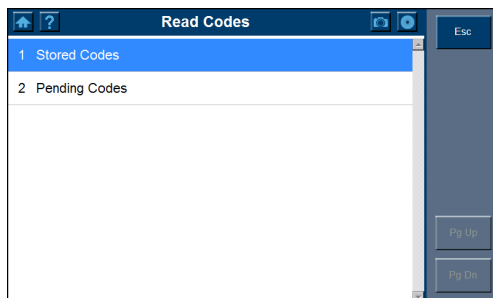 ?
Read Codes
Esc
1 Stored Codes
2 Pending Codes
Pg Up
Pg Dn